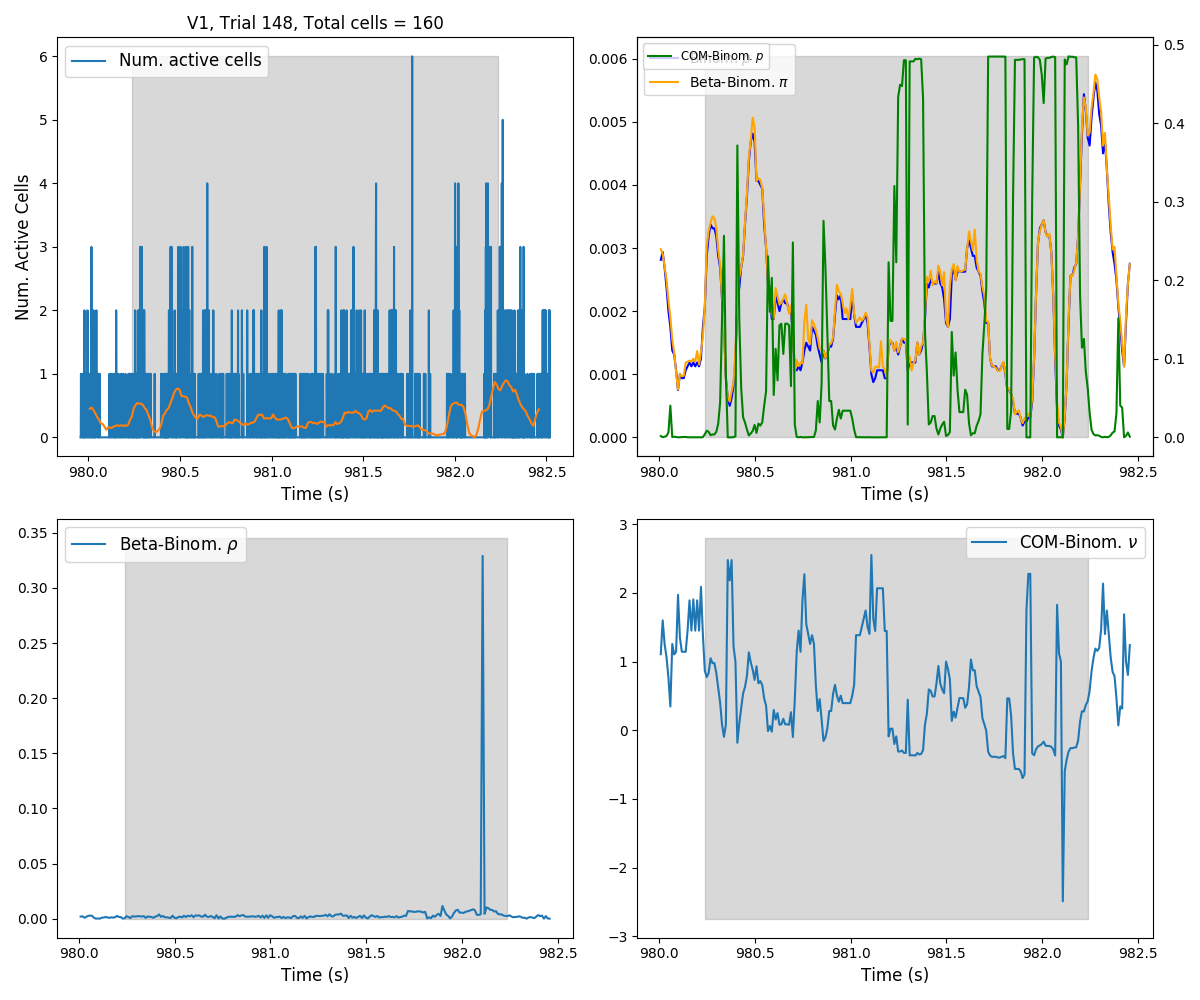 V1, Trial 148, Total cells = 160
Num. active cells
Num. Active Cells
6
5
4
3
2
1
0
980.0 980.5 981.0 981.5 982.0 982.5
Time (s)
COM-Binom. p
Beta-Binom. π
0.006
0.005
0.004
0.003
0.002
0.001
0.000
0.5
0.4
0.3
0.2
0.1
0.0
980.0 980.5 981.0 981.5 982.0 982.5
Time (s)
Beta-Binom. ρ
0.35
0.30
0.25
0.20
0.15
0.10
0.05
0.00
980.0 980.5 981.0 981.5 982.0 982.5
Time (s)
COM-Binom. ν
3
2
1
0
−1
−2
−3
980.0 980.5 981.0 981.5 982.0 982.5
Time (s)